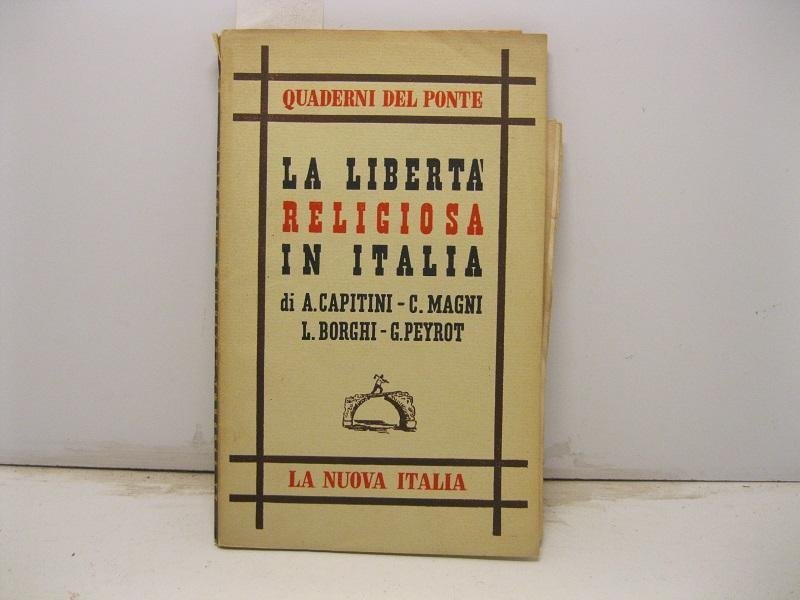 QUADERNI DEL PONTE
LA LIBERTA'
RELIGIOSA
IN ITALIA
di A. CAPITINI - C. MAGNI
L. BORGHI - G. PEYROT
LA NUOVA ITALIA